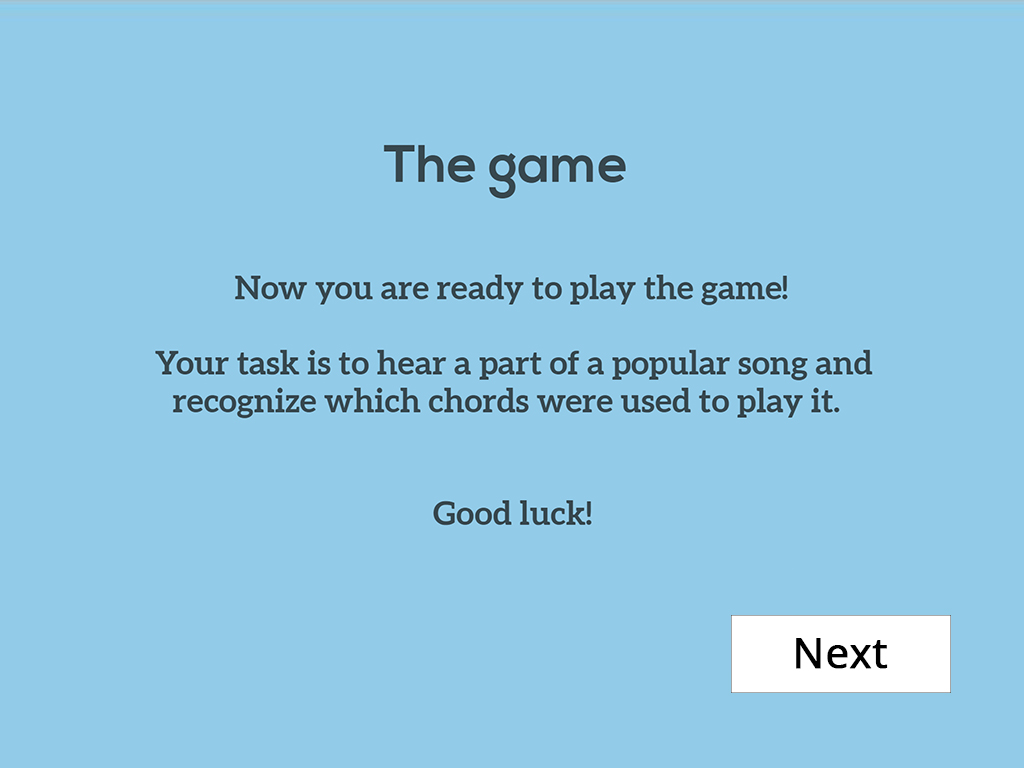 The game
Now you are ready to play the game!
Your task is to hear a part of a popular song and
recognize which chords were used to play it.
Good luck!
Next